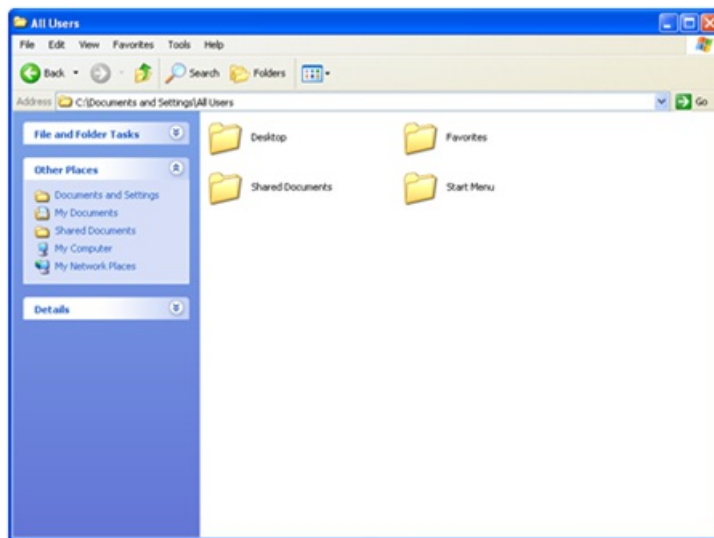 All Users
File Edit View Favorites Tools Help
Back Search Folders
Address C:\Documents and Settings\All Users Go
File and Folder Tasks
Other Places
Documents and Settings
My Documents
Shared Documents
My Computer
My Network Places
Details
Desktop Favorites
Shared Documents Start Menu